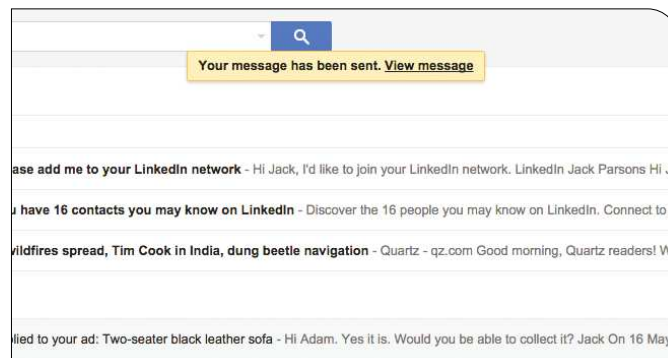 Your message has been sent. View message
ase add me to your LinkedIn network - Hi Jack, I'd like to join your LinkedIn network. LinkedIn Jack Parsons Hi
have 16 contacts you may know on LinkedIn - Discover the 16 people you may know on LinkedIn. Connect to
ildfires spread, Tim Cook in India, dung beetle navigation - Quartz - qz.com Good morning, Quartz readers! W
lied to your ad: Two-seater black leather sofa - Hi Adam. Yes it is. Would you be able to collect it? Jack On 16 May